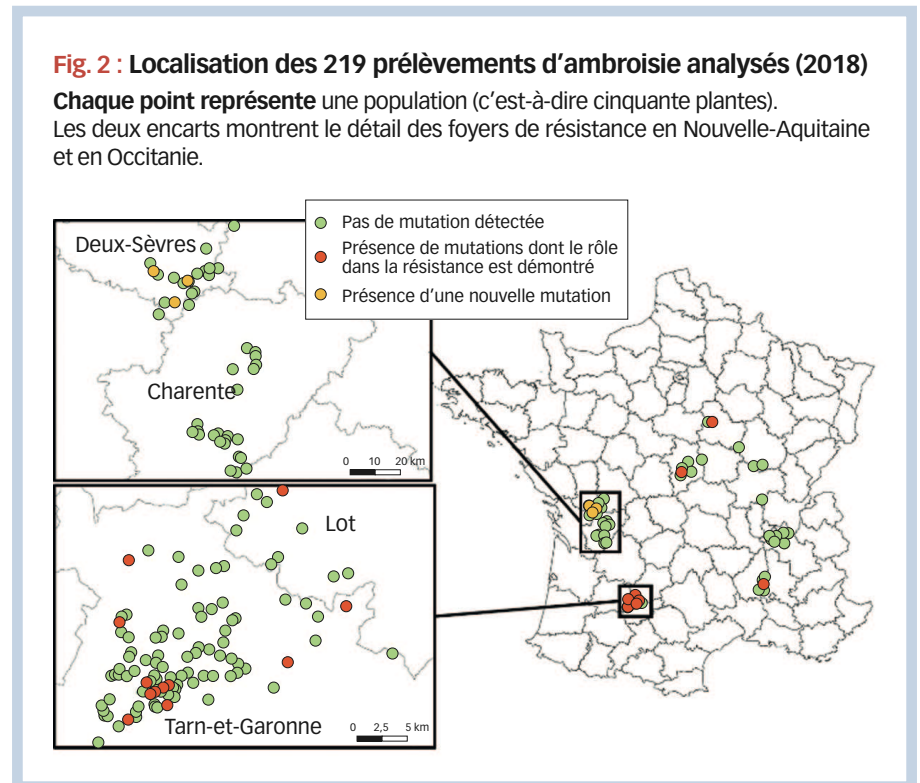 Fig. 2 : Localisation des 219 prélèvements d’ambroisie analysés (2018)
Chaque point représente une population (c’est-à-dire cinquante plantes).
Les deux encarts montrent le détail des foyers de résistance en Nouvelle-Aquitaine
et en Occitanie.
Pas de mutation détectée
Présence de mutations dont le rôle
dans la résistance est démontré
Présence d’une nouvelle mutation
Deux-Sèvres
Charente
0 10 20 km
Lot
Tarn-et-Garonne
0 2,5 5 km